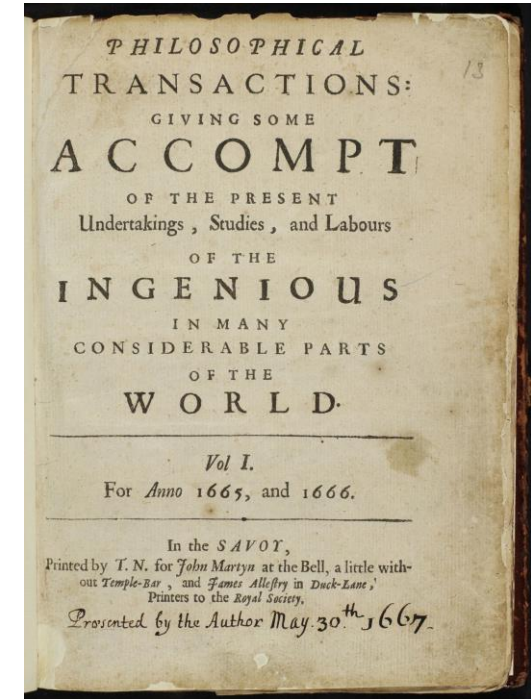 PHILOSOPHICAL
13
TRANSACTIONS:
GIVING SOME
ACCOMPT
OF THE PRESENT
Undertakings, Studies, and Labours
OF THE
INGENIOUS
IN MANY
CONSIDERABLE PARTS
OF THE
WORLD.
Vol I.
For Anno 1665, and 1666.
In the SAVOY,
Printed by T. N. for John Martyn at the Bell, a little with-
out Temple-Bar, and James Allestry in Duck-Lane,
Printers to the Royal Society.
Presented by the Author May. 30th 1667.